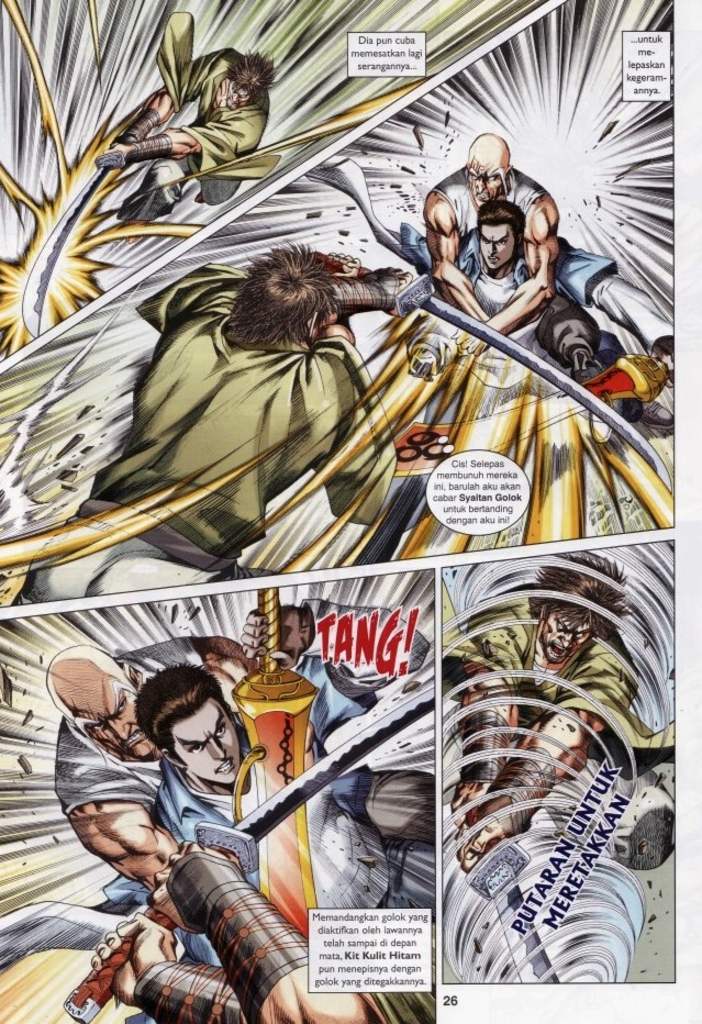 Dia pun cuba
memesatkan lagi
serangannya...
...untuk
me-
lepaskan
kegeram-
annya.
Cis! Selepas
membunuh mereka
ini, barulah aku akan
cabar Syaitan Golok
untuk bertanding
dengan aku ini!
TANG!
Memandangkan golok yang
diaktifkan oleh lawannya
telah sampai di depan
mata, Kit Kulit Hitam
pun menepisnya dengan
golok yang ditegakkannya.
PUTARAN UNTUK
MERETAKKAN
26